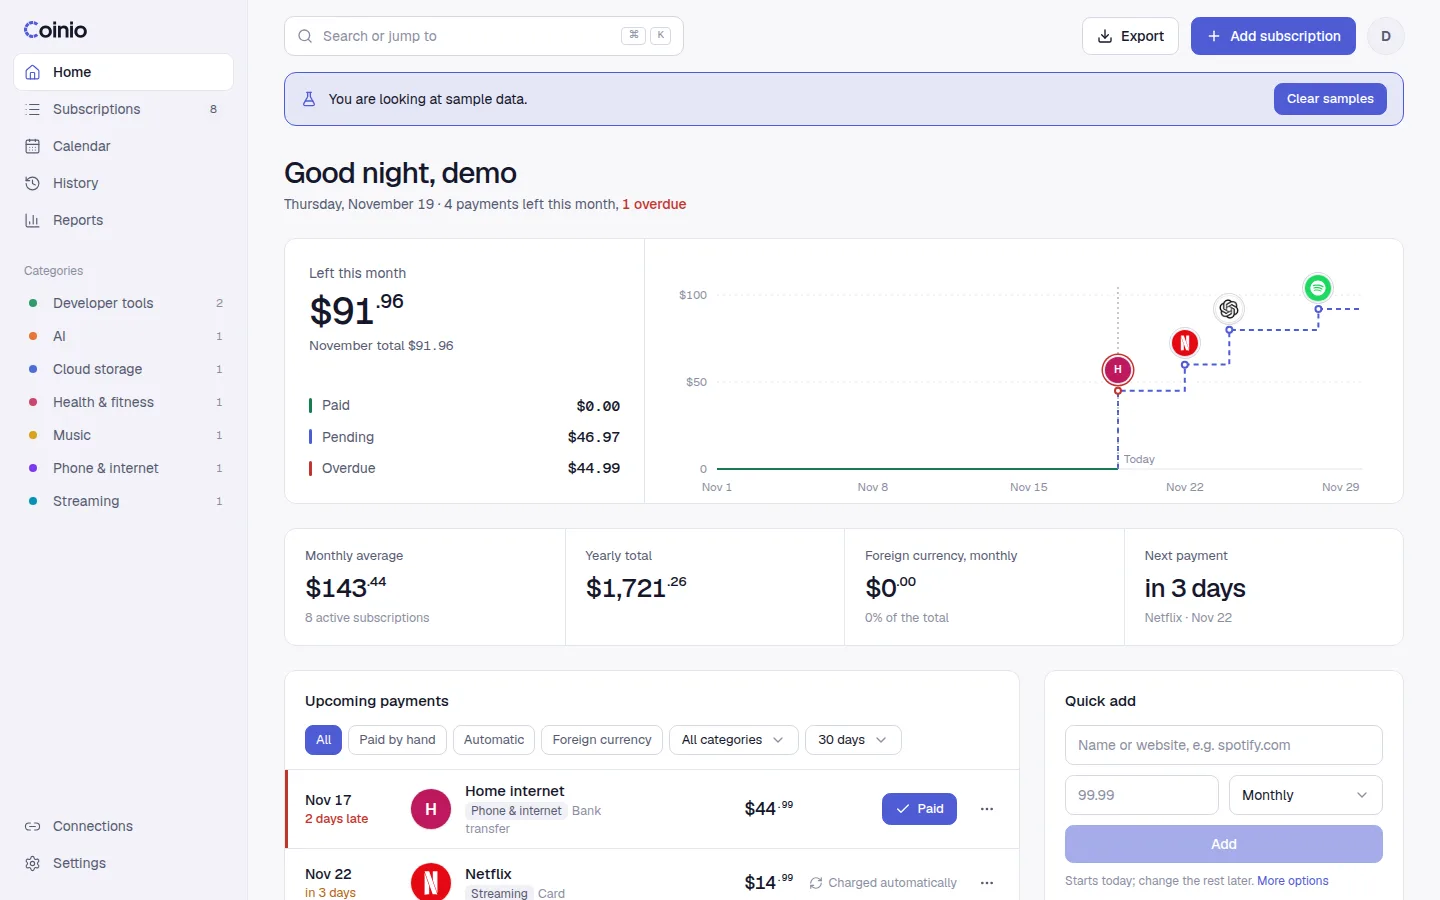 Coinio
Search or jump to
⌘ K
Export
Add subscription
D
Home
Subscriptions 8
Calendar
History
Reports
Categories
Developer tools 2
AI 1
Cloud storage 1
Health & fitness 1
Music 1
Phone & internet 1
Streaming 1
Connections
Settings
You are looking at sample data.
Clear samples
Good night, demo
Thursday, November 19 · 4 payments left this month, 1 overdue
Left this month
$91.96
November total $91.96
Paid $0.00
Pending $46.97
Overdue $44.99
$100
$50
0
H
N
Today
Nov 1 Nov 8 Nov 15 Nov 22 Nov 29
Monthly average
$143.44
8 active subscriptions
Yearly total
$1,721.26
Foreign currency, monthly
$0.00
0% of the total
Next payment
in 3 days
Netflix · Nov 22
Upcoming payments
All
Paid by hand
Automatic
Foreign currency
All categories
30 days
Nov 17
2 days late
H
Home internet
Phone & internet Bank
transfer
$44.99
Paid
Nov 22
in 3 days
N
Netflix
Streaming Card
$14.99
Charged automatically
Quick add
Name or website, e.g. spotify.com
99.99
Monthly
Add
Starts today; change the rest later. More options